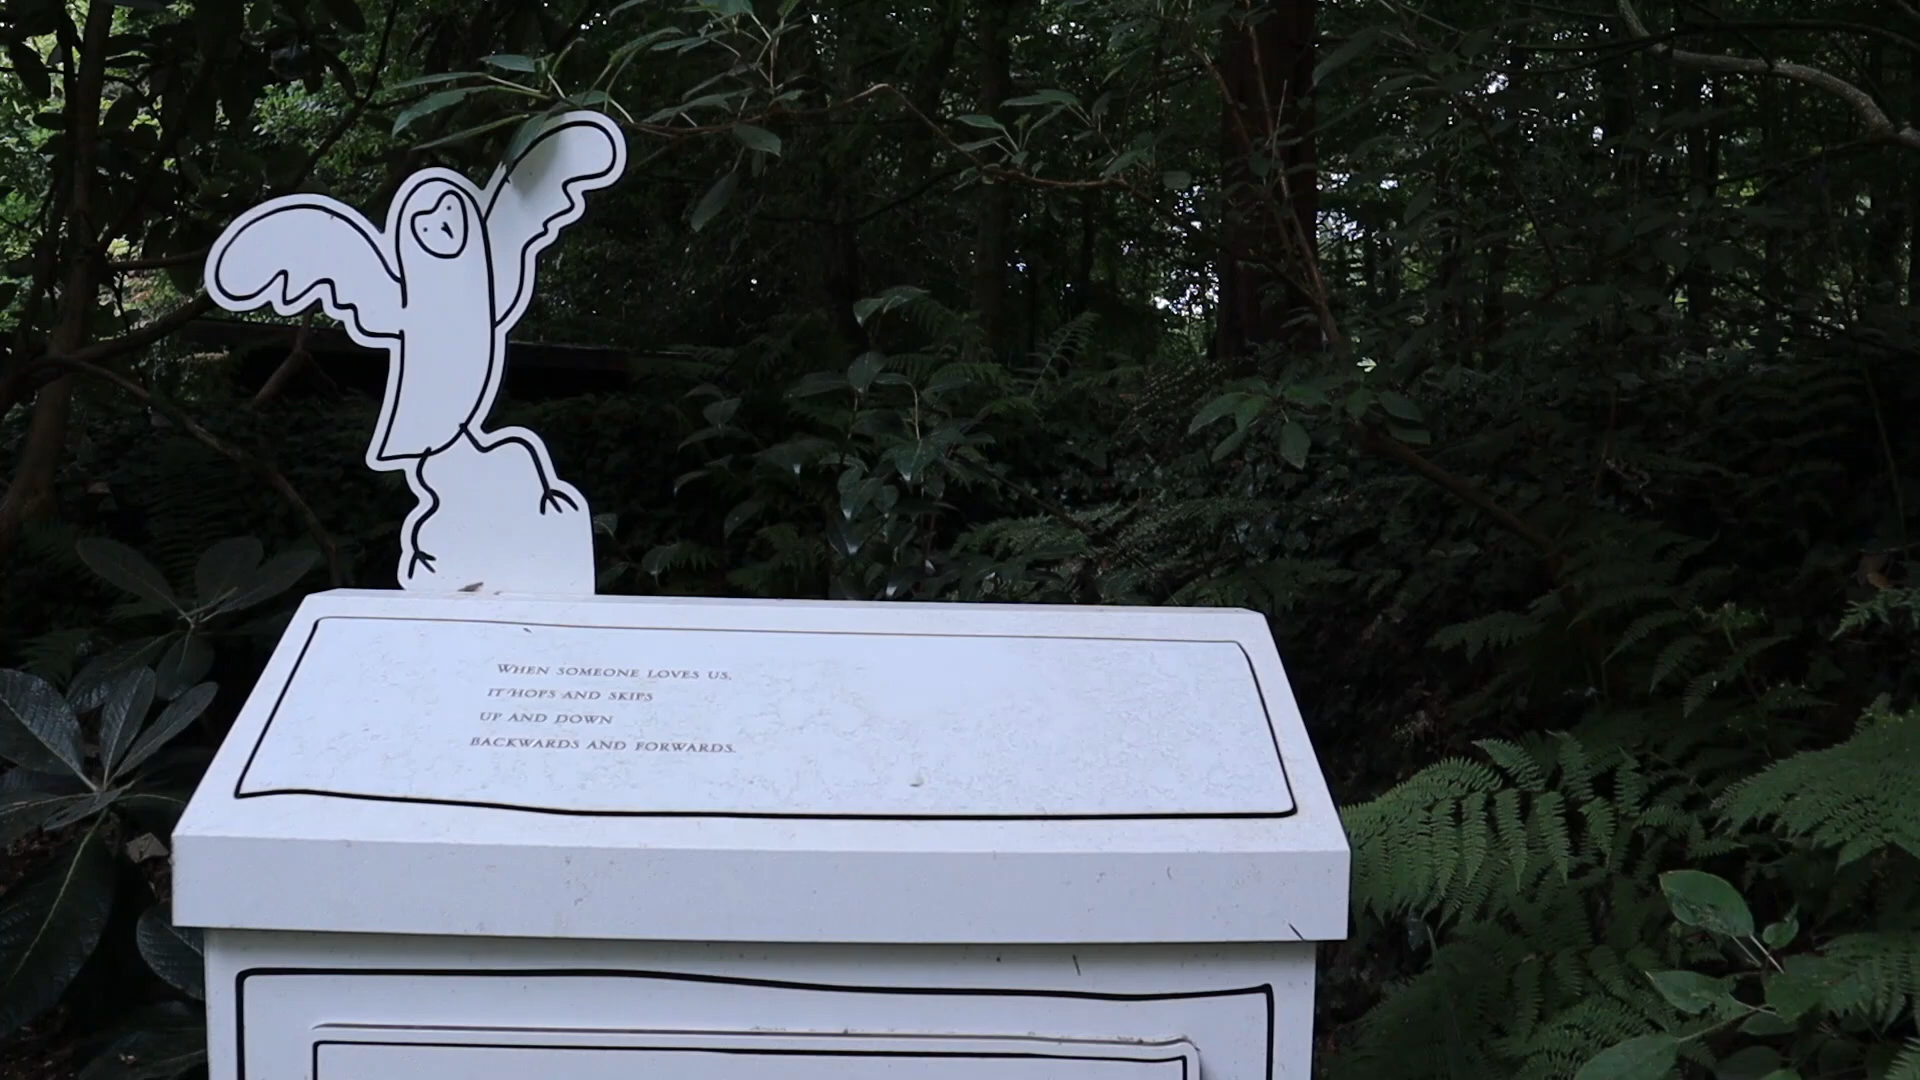 WHEN SOMEONE LOVES US,
IT HOPS AND SKIPS
UP AND DOWN
BACKWARDS AND FORWARDS.